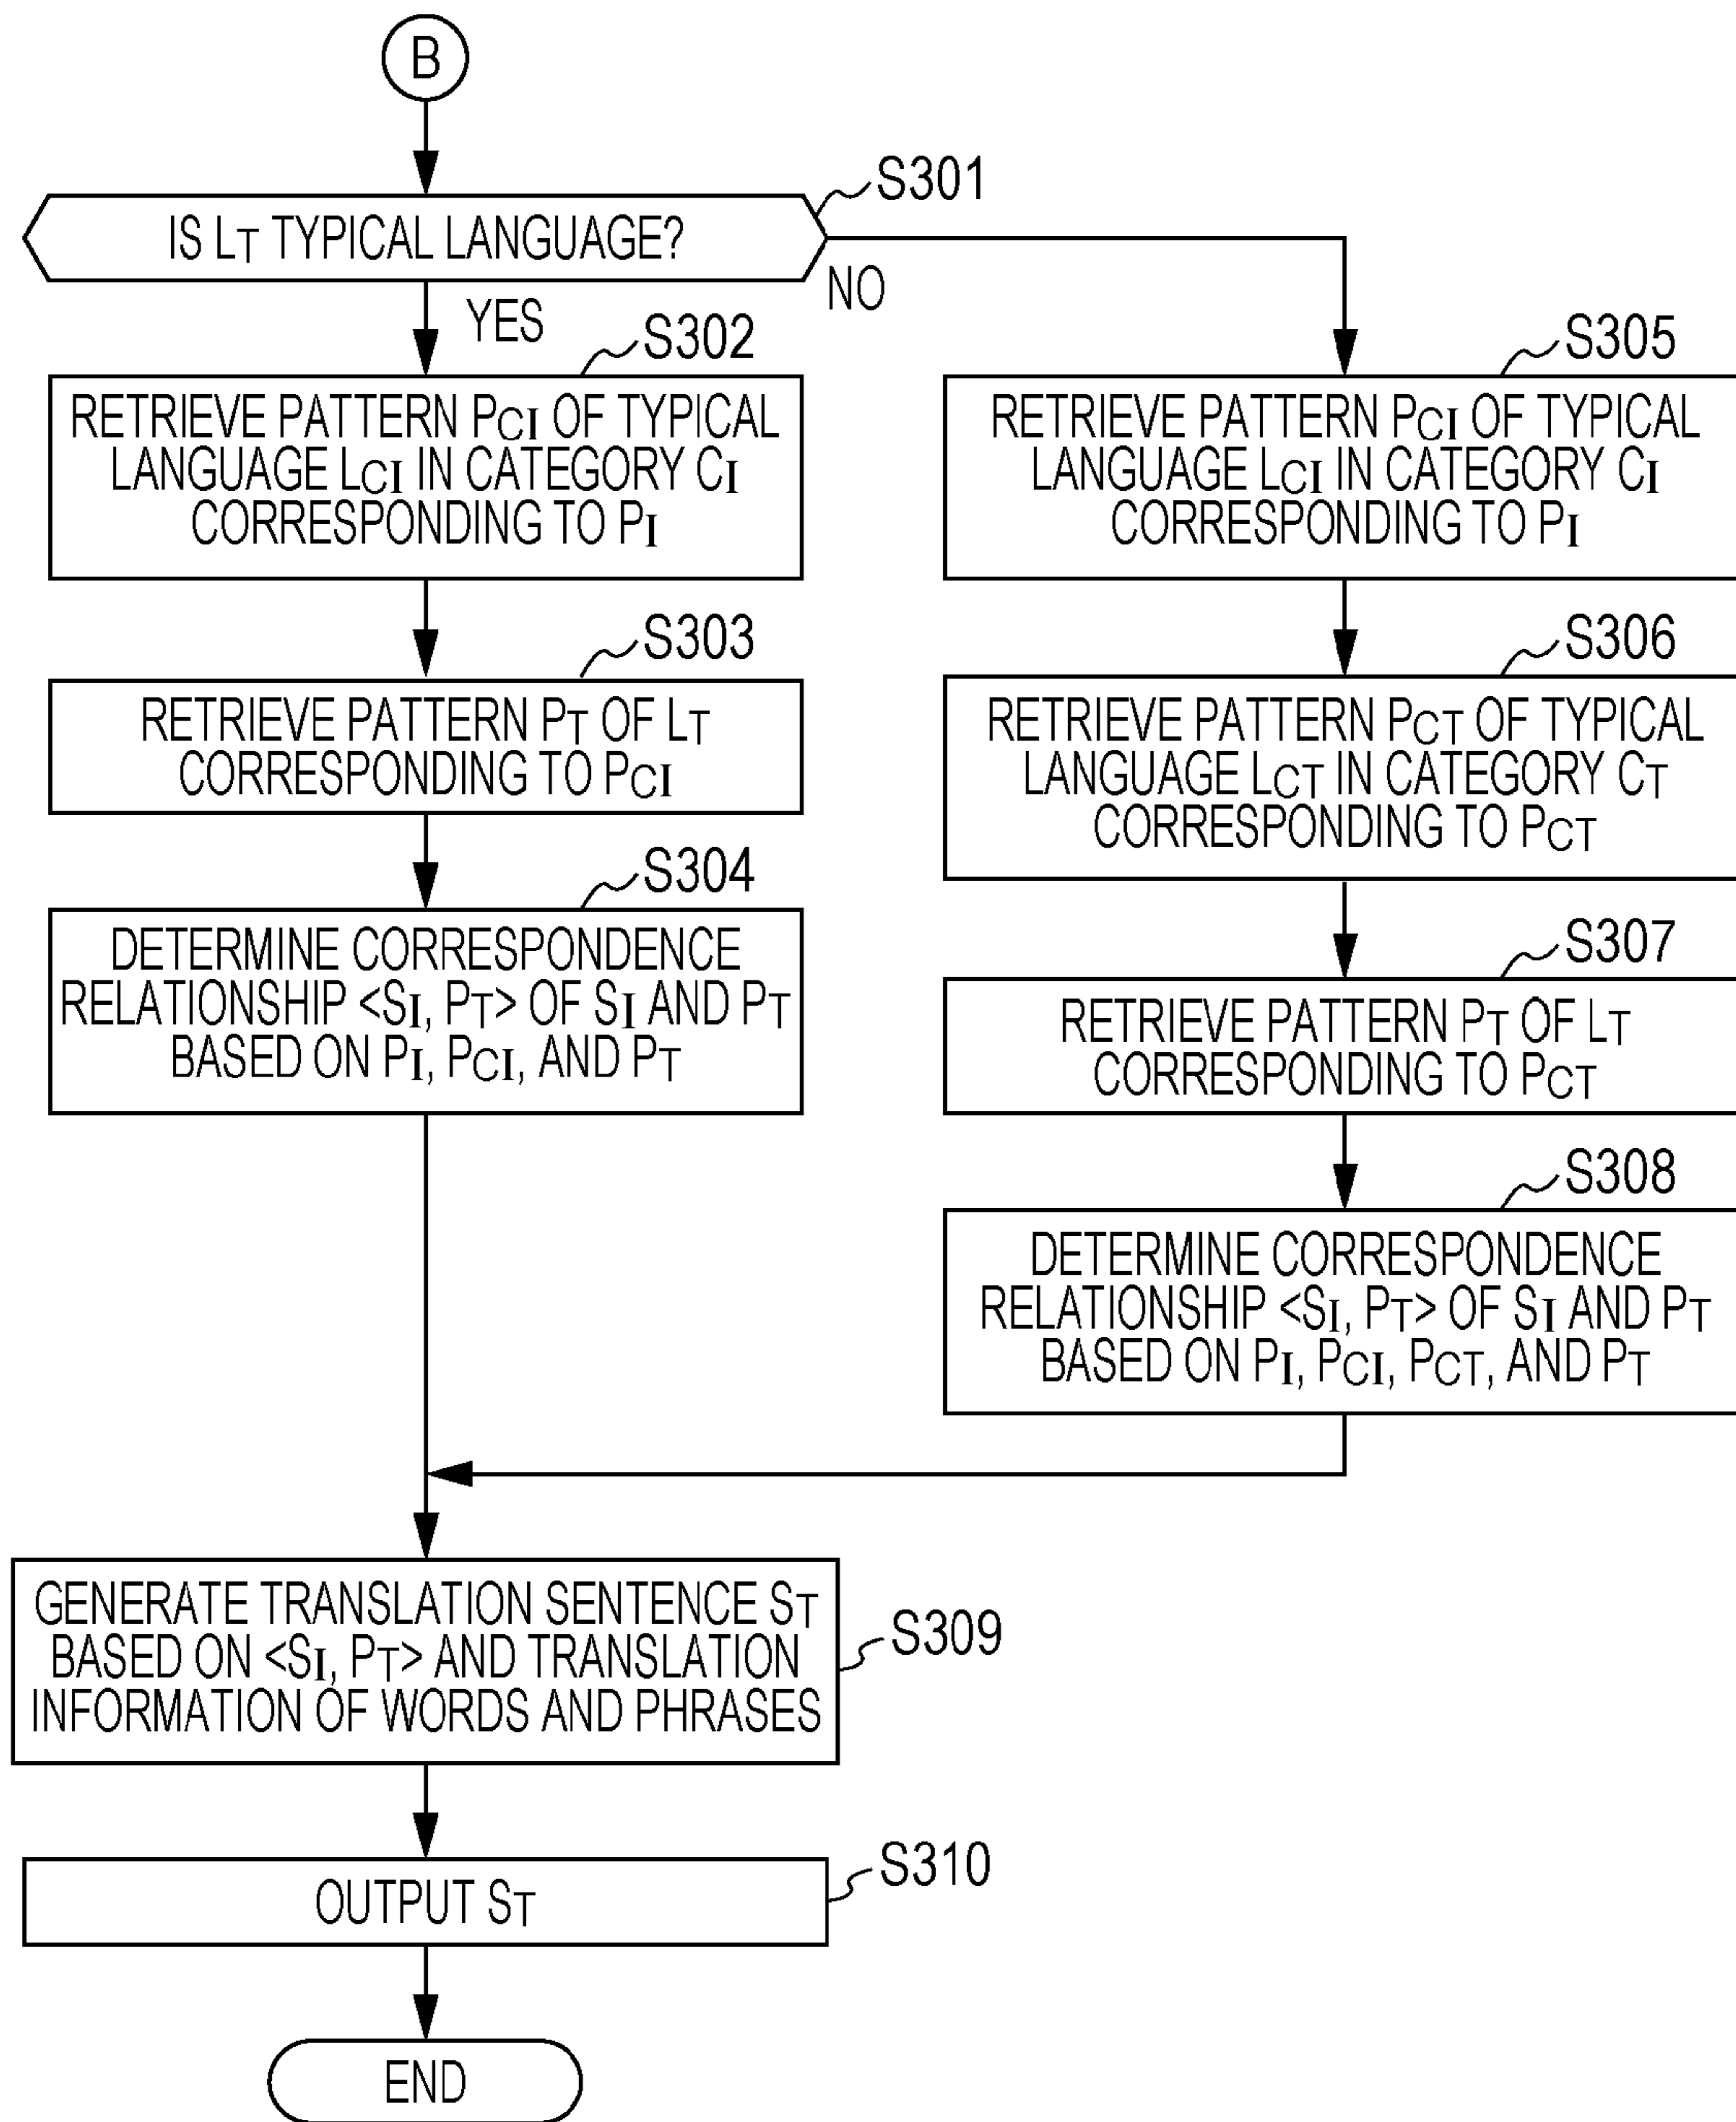 B
S301
IS LT TYPICAL LANGUAGE?
NO
YES
S302
RETRIEVE PATTERN PCI OF TYPICAL
LANGUAGE LCI IN CATEGORY CI
CORRESPONDING TO PI
S303
RETRIEVE PATTERN PT OF LT
CORRESPONDING TO PCI
S304
DETERMINE CORRESPONDENCE
RELATIONSHIP <SI, PT> OF SI AND PT
BASED ON PI, PCI, AND PT
S305
RETRIEVE PATTERN PCI OF TYPICAL
LANGUAGE LCI IN CATEGORY CI
CORRESPONDING TO PI
S306
RETRIEVE PATTERN PCT OF TYPICAL
LANGUAGE LCT IN CATEGORY CT
CORRESPONDING TO PCT
S307
RETRIEVE PATTERN PT OF LT
CORRESPONDING TO PCT
S308
DETERMINE CORRESPONDENCE
RELATIONSHIP <SI, PT> OF SI AND PT
BASED ON PI, PCI, PCT, AND PT
GENERATE TRANSLATION SENTENCE ST
BASED ON <SI, PT> AND TRANSLATION
INFORMATION OF WORDS AND PHRASES
S309
S310
OUTPUT ST
END